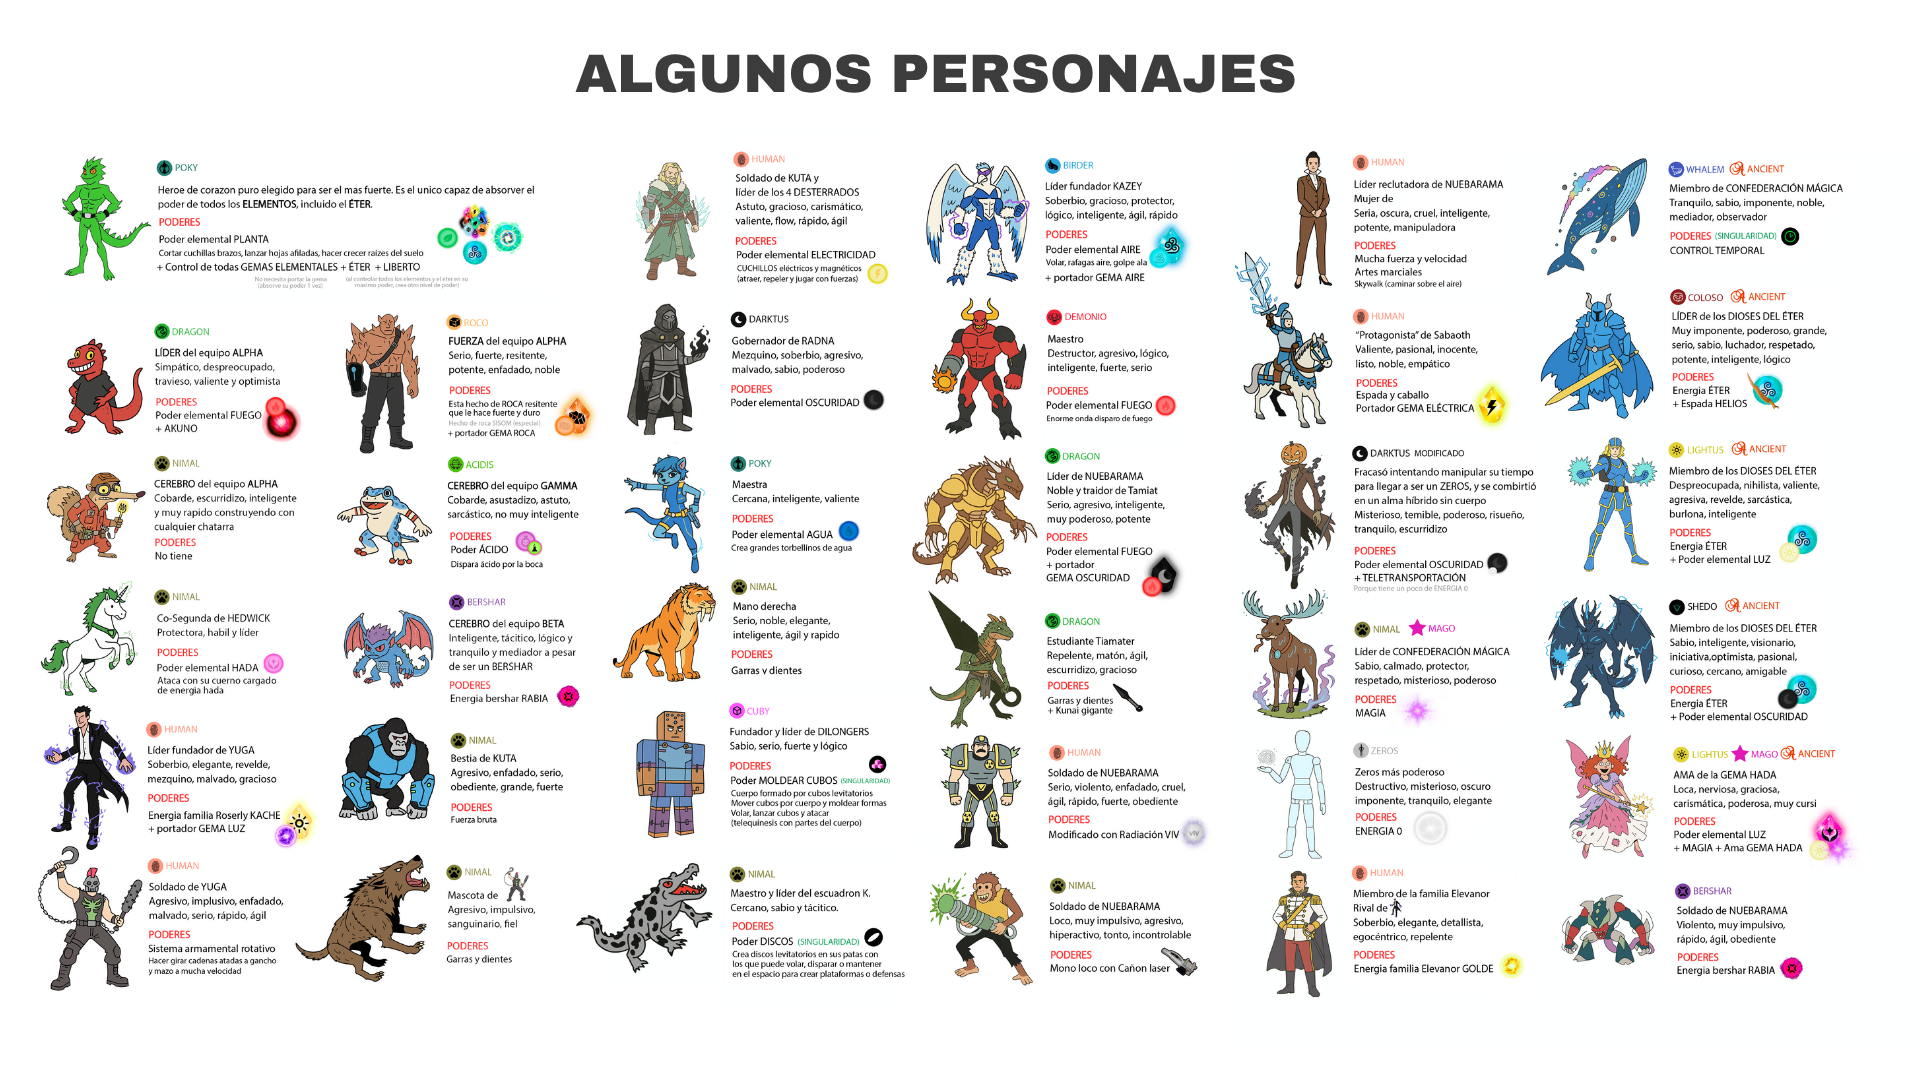 ALGUNOS PERSONAJES
POKY
Heroe de corazon puro elegido para ser el mas fuerte. Es el unico capaz de absorver el
poder de todos los ELEMENTOS, incluido el ÉTER.
PODERES
Poder elemental PLANTA
Cortar cuchillas brazos, lanzar hojas afiladas, hacer crecer raizes del suelo
+ Control de todas GEMAS ELEMENTALES + ÉTER + LIBERTO
No necesita portar la gema
(absorve su poder 1 vez)
(al controlar todos los elementos y el eter en su
maximo poder, crea otro nivel de poder)
DRAGON
LÍDER del equipo ALPHA
Simpático, despreocupado,
travieso, valiente y optimista
PODERES
Poder elemental FUEGO
+ AKUNO
ROCO
FUERZA del equipo ALPHA
Serio, fuerte, resitente,
potente, enfadado, noble
PODERES
Esta hecho de ROCA resitente
que le hace fuerte y duro
Hecho de roca SISOM (especial)
+ portador GEMA ROCA
NIMAL
CEREBRO del equipo ALPHA
Cobarde, escurridizo, inteligente
y muy rapido construyendo con
cualquier chatarra
PODERES
No tiene
ACIDIS
CEREBRO del equipo GAMMA
Cobarde, asustadizo, astuto,
sarcástico, no muy inteligente
PODERES
Poder ÁCIDO
Dispara ácido por la boca
NIMAL
Co-Segunda de HEDWICK
Protectora, habil y líder
PODERES
Poder elemental HADA
Ataca con su cuerno cargado
de energia hada
BERSHAR
CEREBRO del equipo BETA
Inteligente, tácitico, lógico y
tranquilo y mediador a pesar
de ser un BERSHAR
PODERES
Energia bershar RABIA
HUMAN
Líder fundador de YUGA
Soberbio, elegante, revelde,
mezquino, malvado, gracioso
PODERES
Energia familia Roserly KACHE
+ portador GEMA LUZ
NIMAL
Bestia de KUTA
Agresivo, enfadado, serio,
obediente, grande, fuerte
PODERES
Fuerza bruta
HUMAN
Soldado de YUGA
Agresivo, implusivo, enfadado,
malvado, serio, rápido, ágil
PODERES
Sistema armamental rotativo
Hacer girar cadenas atadas a gancho
y mazo a mucha velocidad
NIMAL
Mascota de
Agresivo, impulsivo,
sanguinario, fiel
PODERES
Garras y dientes
HUMAN
Soldado de KUTA y
líder de los 4 DESTERRADOS
Astuto, gracioso, carismático,
valiente, flow, rápido, ágil
PODERES
Poder elemental ELECTRICIDAD
CUCHILLOS eléctricos y magnéticos
(atraer, repeler y jugar con fuerzas)
DARKTUS
Gobernador de RADNA
Mezquino, soberbio, agresivo,
malvado, sabio, poderoso
PODERES
Poder elemental OSCURIDAD
POKY
Maestra
Cercana, inteligente, valiente
PODERES
Poder elemental AGUA
Crea grandes torbellinos de agua
NIMAL
Mano derecha
Serio, noble, elegante,
inteligente, ágil y rapido
PODERES
Garras y dientes
CUBY
Fundador y líder de DILONGERS
Sabio, serio, fuerte y lógico
PODERES
Poder MOLDEAR CUBOS (SINGULARIDAD)
Cuerpo formado por cubos levitatorios
Mover cubos por cuerpo y moldear formas
Volar, lanzar cubos y atacar
(telequinesis con partes del cuerpo)
NIMAL
Maestro y líder del escuadron K.
Cercano, sabio y tácitico.
PODERES
Poder DISCOS (SINGULARIDAD)
Crea discos levitatorios en sus patas con
los que puede volar, disparar o mantener
en el espacio para crear plataformas o defensas
BIRDER
Líder fundador KAZEY
Soberbio, gracioso, protector,
lógico, inteligente, ágil, rápido
PODERES
Poder elemental AIRE
Volar, rafagas aire, golpe ala
+ portador GEMA AIRE
DEMONIO
Maestro
Destructor, agresivo, lógico,
inteligente, fuerte, serio
PODERES
Poder elemental FUEGO
Enorme onda disparo de fuego
DRAGON
Líder de NUEBARAMA
Noble y traidor de Tamiat
Serio, agresivo, inteligente,
muy poderoso, potente
PODERES
Poder elemental FUEGO
+ portador
GEMA OSCURIDAD
DRAGON
Estudiante Tiamater
Repelente, matón, ágil,
escurridizo, gracioso
PODERES
Garras y dientes
+ Kunai gigante
HUMAN
Soldado de NUEBARAMA
Serio, violento, enfadado, cruel,
ágil, rápido, fuerte, obediente
PODERES
Modificado con Radiación VIV
VIV
NIMAL
Soldado de NUEBARAMA
Loco, muy impulsivo, agresivo,
hiperactivo, tonto, incontrolable
PODERES
Mono loco con Cañon laser
HUMAN
Líder reclutadora de NUEBARAMA
Mujer de
Seria, oscura, cruel, inteligente,
potente, manipuladora
PODERES
Mucha fuerza y velocidad
Artes marciales
Skywalk (caminar sobre el aire)
HUMAN
"Protagonista" de Sabaoth
Valiente, pasional, inocente,
listo, noble, empático
PODERES
Espada y caballo
Portador GEMA ELÉCTRICA
DARKTUS MODIFICADO
Fracasó intentando manipular su tiempo
para llegar a ser un ZEROS, y se combirtió
en un alma híbrido sin cuerpo
Misterioso, temible, poderoso, risueño,
tranquilo, escurridizo
PODERES
Poder elemental OSCURIDAD
+ TELETRANSPORTACIÓN
Porque tiene un poco de ENERGIA 0
NIMAL MAGO
Líder de CONFEDERACIÓN MÁGICA
Sabio, calmado, protector,
respetado, misterioso, poderoso
PODERES
MAGIA
ZEROS
Zeros más poderoso
Destructivo, misterioso, oscuro
imponente, tranquilo, elegante
PODERES
ENERGIA 0
HUMAN
Miembro de la familia Elevanor
Rival de
Soberbio, elegante, detallista,
egocéntrico, repelente
PODERES
Energia familia Elevanor GOLDE
WHALEM ANCIENT
Miembro de CONFEDERACIÓN MÁGICA
Tranquilo, sabio, imponente, noble,
mediador, observador
PODERES (SINGULARIDAD)
CONTROL TEMPORAL
COLOSO ANCIENT
LÍDER de los DIOSES DEL ÉTER
Muy imponente, poderoso, grande,
serio, sabio, luchador, respetado,
potente, inteligente, lógico
PODERES
Energia ÉTER
+ Espada HELIOS
LIGHTUS ANCIENT
Miembro de los DIOSES DEL ÉTER
Despreocupada, nihilista, valiente,
agresiva, revelde, sarcástica,
burlona, inteligente
PODERES
Energia ÉTER
+ Poder elemental LUZ
SHEDO ANCIENT
Miembro de los DIOSES DEL ÉTER
Sabio, inteligente, visionario,
iniciativa,optimista, pasional,
curioso, cercano, amigable
PODERES
Energia ÉTER
+ Poder elemental OSCURIDAD
LIGHTUS MAGO ANCIENT
AMA de la GEMA HADA
Loca, nerviosa, graciosa,
carismática, poderosa, muy cursi
PODERES
Poder elemental LUZ
+ MAGIA + Ama GEMA HADA
BERSHAR
Soldado de NUEBARAMA
Violento, muy impulsivo,
rápido, ágil, obediente
PODERES
Energia bershar RABIA